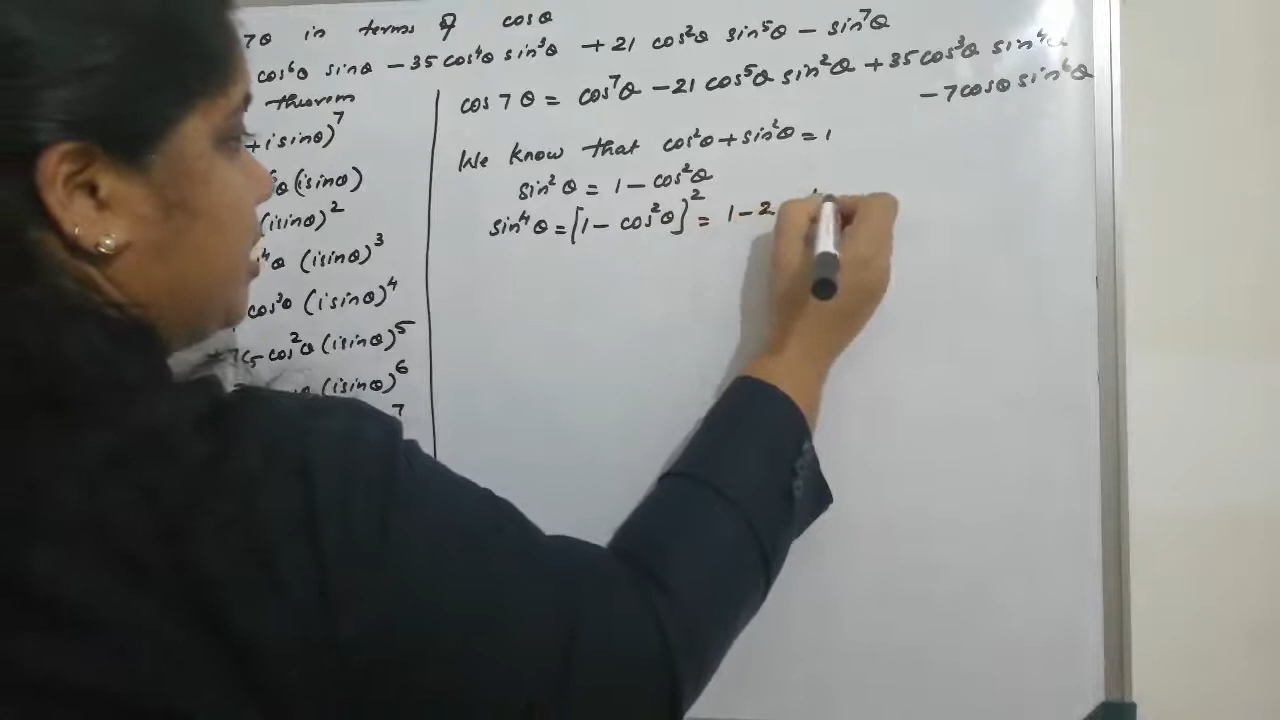 7θ in terms of cosθ
cos⁶θ sinθ - 35 cos⁴θ sin³θ + 21 cos²θ sin⁵θ - sin⁷θ
theorem
+ i sinθ)⁷
θ (i sinθ)
(i sinθ)²
⁴θ (i sinθ)³
cos³θ (i sinθ)⁴
+ 7C₅ cos²θ (i sinθ)⁵
(i sinθ)⁶
7
cos 7θ = cos⁷θ - 21 cos⁵θ sin²θ + 35 cos³θ sin⁴θ
- 7 cosθ sin⁶θ
We know that cos²θ + sin²θ = 1
sin²θ = 1 - cos²θ
sin⁴θ = [1 - cos²θ]² = 1 - 2